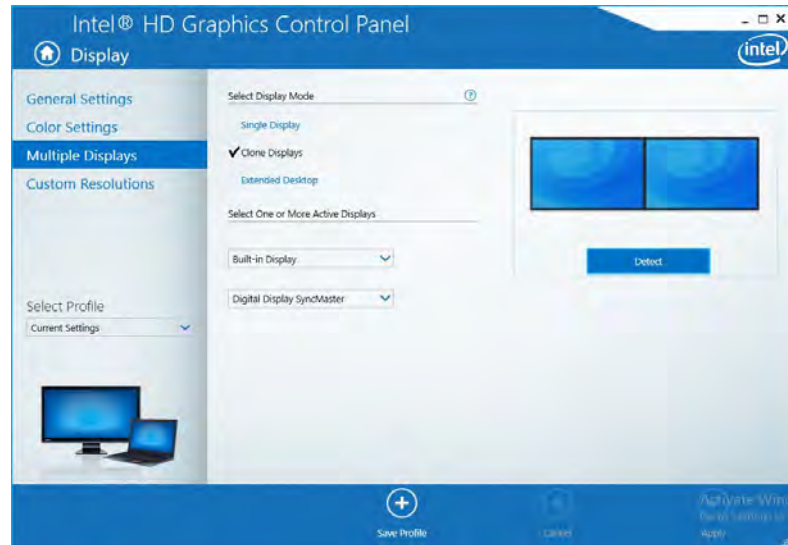 Intel® HD Graphics Control Panel
Display
intel
General Settings
Color Settings
Multiple Displays
Custom Resolutions
Select Profile
Current Settings
Select Display Mode
Single Display
Clone Displays
Extended Desktop
Select One or More Active Displays
Built-in Display
Digital Display SyncMaster
Detect
Save Profile
Cancel
Activate Win
Apply